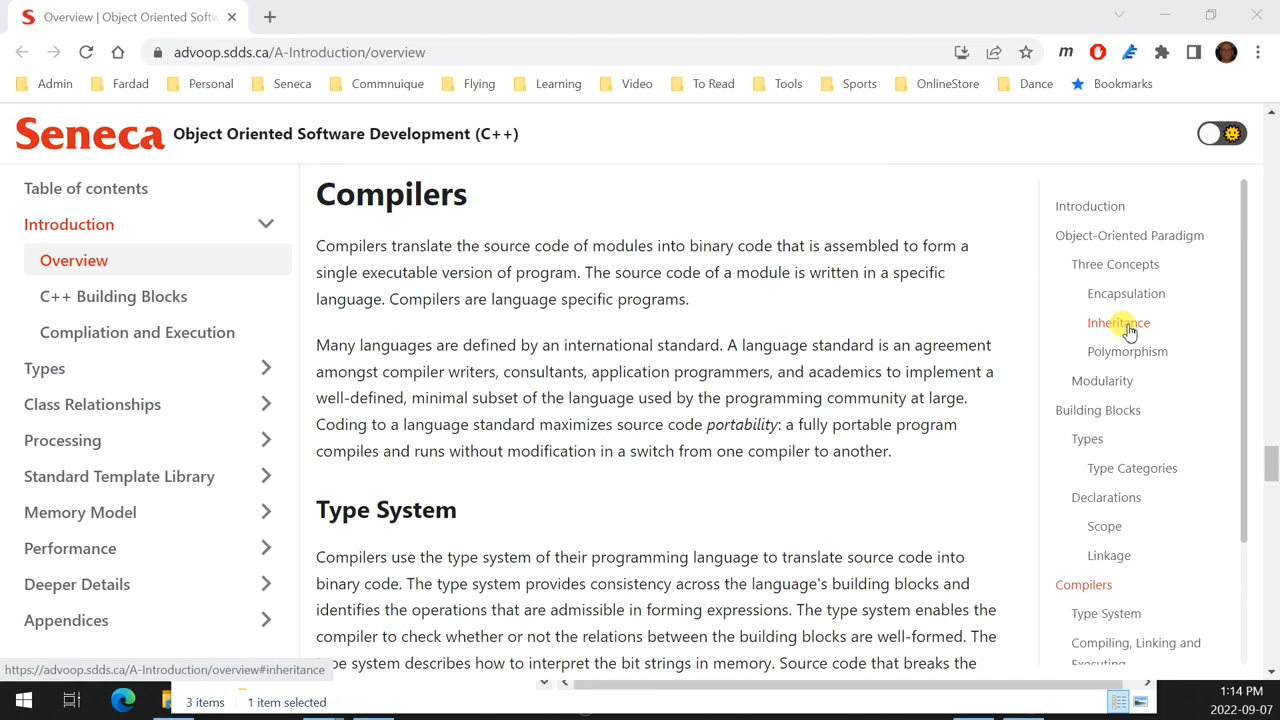 Overview | Object Oriented Softw
advoop.sdds.ca/A-Introduction/overview
Admin
Fardad
Personal
Seneca
Commnuique
Flying
Learning
Video
To Read
Tools
Sports
OnlineStore
Dance
Bookmarks
Seneca Object Oriented Software Development (C++)
Table of contents
Introduction
Overview
C++ Building Blocks
Compliation and Execution
Types
Class Relationships
Processing
Standard Template Library
Memory Model
Performance
Deeper Details
Appendices
https://advoop.sdds.ca/A-Introduction/overview#inheritance
Compilers
Compilers translate the source code of modules into binary code that is assembled to form a
single executable version of program. The source code of a module is written in a specific
language. Compilers are language specific programs.
Many languages are defined by an international standard. A language standard is an agreement
amongst compiler writers, consultants, application programmers, and academics to implement a
well-defined, minimal subset of the language used by the programming community at large.
Coding to a language standard maximizes source code portability: a fully portable program
compiles and runs without modification in a switch from one compiler to another.
Type System
Compilers use the type system of their programming language to translate source code into
binary code. The type system provides consistency across the language's building blocks and
identifies the operations that are admissible in forming expressions. The type system enables the
compiler to check whether or not the relations between the building blocks are well-formed. The
type system describes how to interpret the bit strings in memory. Source code that breaks the
Introduction
Object-Oriented Paradigm
Three Concepts
Encapsulation
Inheritance
Polymorphism
Modularity
Building Blocks
Types
Type Categories
Declarations
Scope
Linkage
Compilers
Type System
Compiling, Linking and
Executing
3 items
1 item selected
1:14 PM
2022-09-07